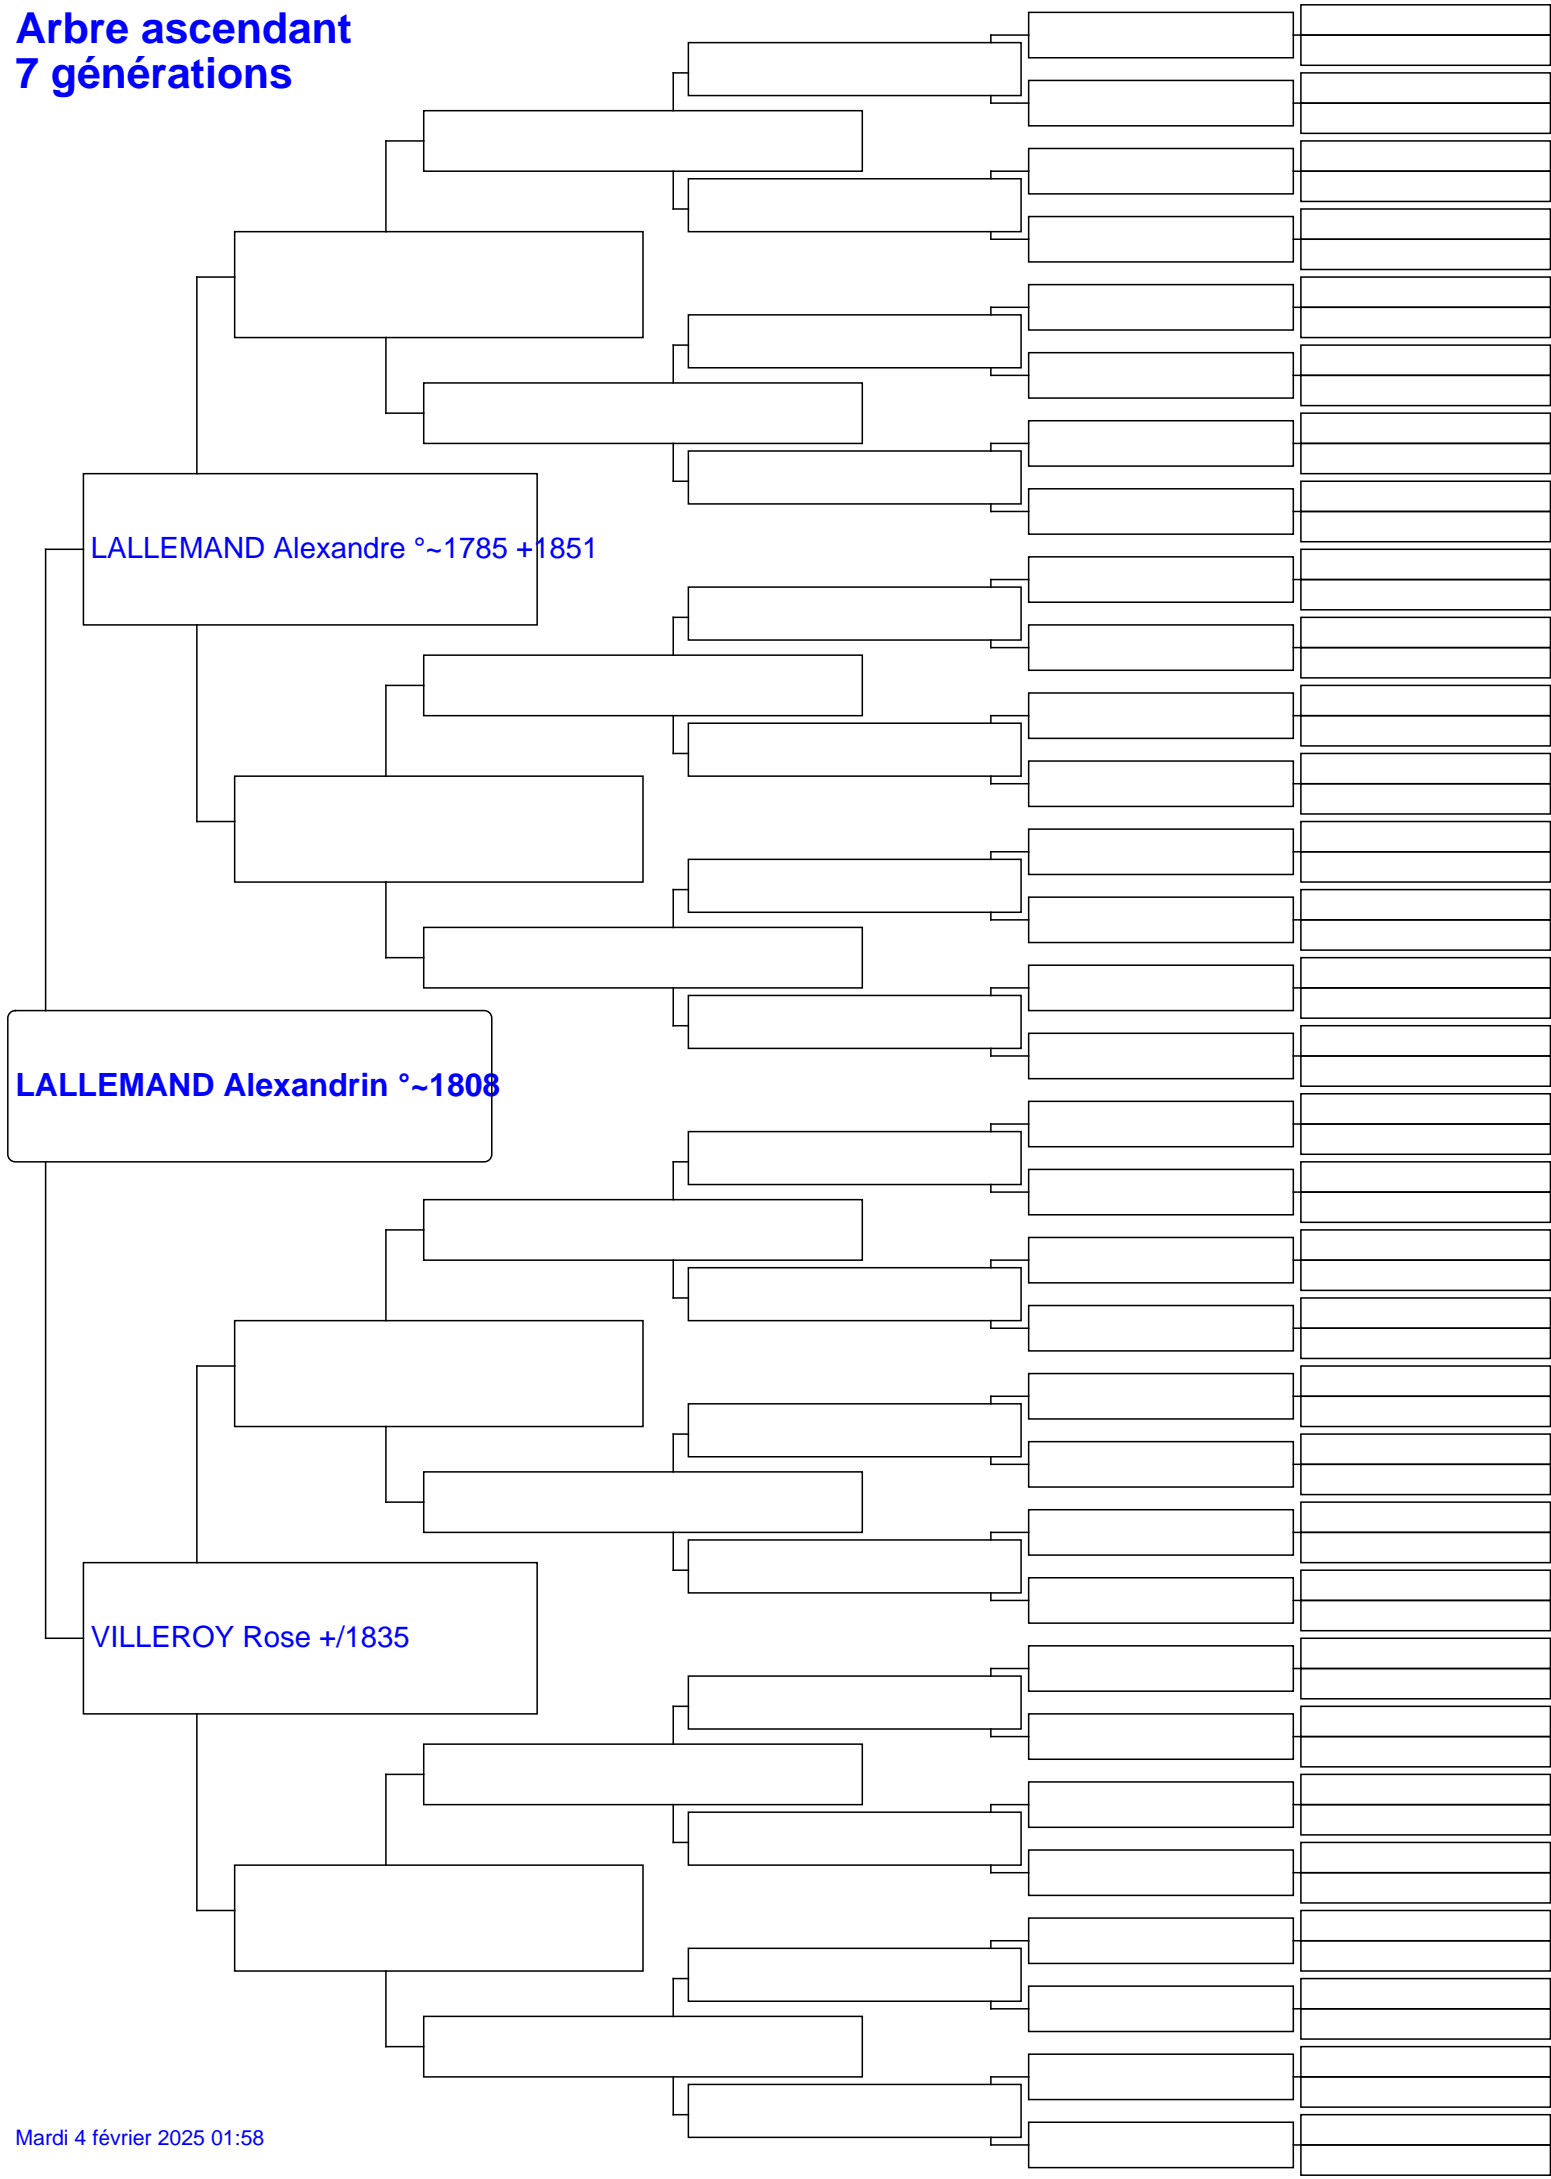 Arbre ascendant
7 générations
LALLEMAND Alexandre °~1785 +1851
LALLEMAND Alexandrin °~1808
VILLEROY Rose +/1835
Mardi 4 février 2025 01:58